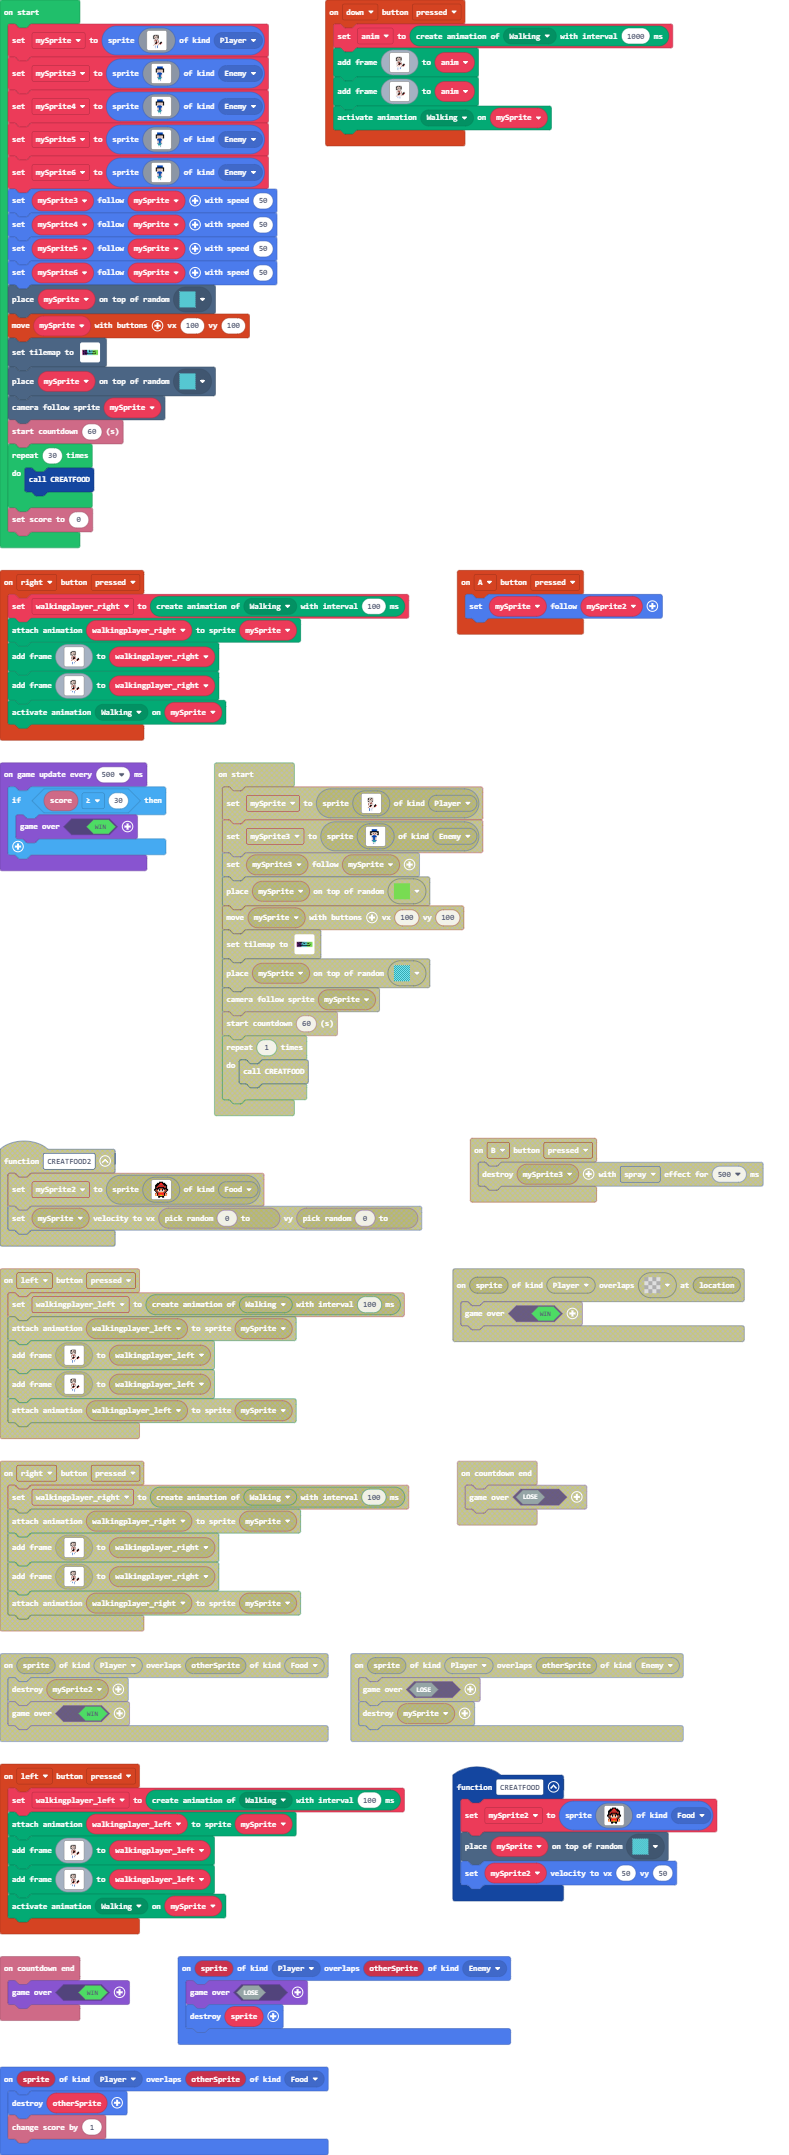 on start
set mySprite to sprite of kind Player
set mySprite3 to sprite of kind Enemy
set mySprite4 to sprite of kind Enemy
set mySprite5 to sprite of kind Enemy
set mySprite6 to sprite of kind Enemy
set mySprite3 follow mySprite with speed 50
set mySprite4 follow mySprite with speed 50
set mySprite5 follow mySprite with speed 50
set mySprite6 follow mySprite with speed 50
place mySprite on top of random
move mySprite with buttons vx 100 vy 100
set tilemap to
place mySprite on top of random
camera follow sprite mySprite
start countdown 60 (s)
repeat 30 times
do call CREATFOOD
set score to 0
on down button pressed
set anim to create animation of Walking with interval 1000 ms
add frame to anim
add frame to anim
activate animation Walking on mySprite
on right button pressed
set walkingplayer_right to create animation of Walking with interval 100 ms
attach animation walkingplayer_right to sprite mySprite
add frame to walkingplayer_right
add frame to walkingplayer_right
activate animation Walking on mySprite
on A button pressed
set mySprite follow mySprite2
on game update every 500 ms
if score ≥ 30 then
game over WIN
on start
set mySprite to sprite of kind Player
set mySprite3 to sprite of kind Enemy
set mySprite3 follow mySprite
place mySprite on top of random
move mySprite with buttons vx 100 vy 100
set tilemap to
place mySprite on top of random
camera follow sprite mySprite
start countdown 60 (s)
repeat 1 times
do call CREATFOOD
function CREATFOOD2
set mySprite2 to sprite of kind Food
set mySprite velocity to vx pick random 0 to vy pick random 0 to
on B button pressed
destroy mySprite3 with spray effect for 500 ms
on left button pressed
set walkingplayer_left to create animation of Walking with interval 100 ms
attach animation walkingplayer_left to sprite mySprite
add frame to walkingplayer_left
add frame to walkingplayer_left
attach animation walkingplayer_left to sprite mySprite
on sprite of kind Player overlaps at location
game over WIN
on right button pressed
set walkingplayer_right to create animation of Walking with interval 100 ms
attach animation walkingplayer_right to sprite mySprite
add frame to walkingplayer_right
add frame to walkingplayer_right
attach animation walkingplayer_right to sprite mySprite
on countdown end
game over LOSE
on sprite of kind Player overlaps otherSprite of kind Food
destroy mySprite2
game over WIN
on sprite of kind Player overlaps otherSprite of kind Enemy
game over LOSE
destroy mySprite
on left button pressed
set walkingplayer_left to create animation of Walking with interval 100 ms
attach animation walkingplayer_left to sprite mySprite
add frame to walkingplayer_left
add frame to walkingplayer_left
activate animation Walking on mySprite
function CREATFOOD
set mySprite2 to sprite of kind Food
place mySprite on top of random
set mySprite2 velocity to vx 50 vy 50
on countdown end
game over WIN
on sprite of kind Player overlaps otherSprite of kind Enemy
game over LOSE
destroy sprite
on sprite of kind Player overlaps otherSprite of kind Food
destroy otherSprite
change score by 1